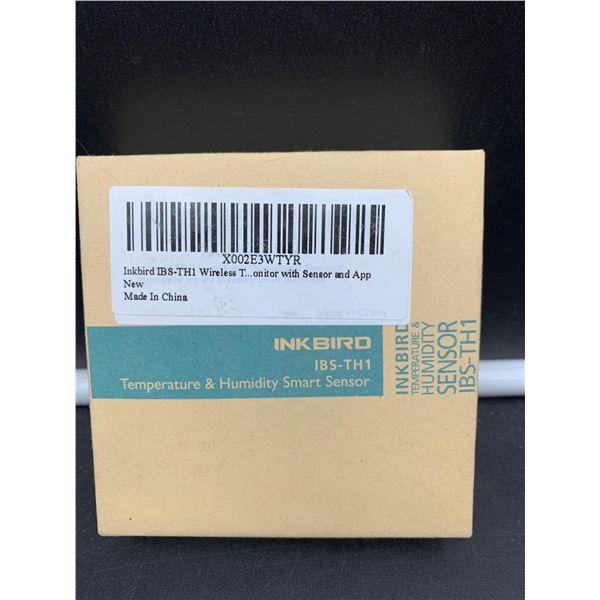 X002E3WTYR
Inkbird IBS-TH1 Wireless T...onitor with Sensor and App
New
Made In China
INKBIRD
IBS-TH1
Temperature & Humidity Smart Sensor
INKBIRD
TEMPERATURE &
HUMIDITY
SENSOR
IBS-TH1